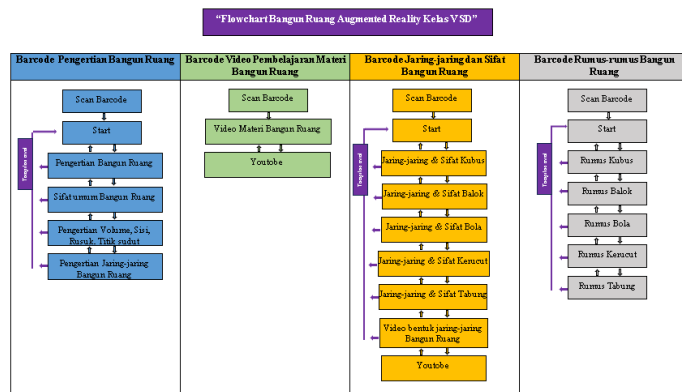 “Flowchart Bangun Ruang Augmented Reality Kelas V SD”
Barcode Pengertian Bangun Ruang
Scan Barcode
Start
Pengertian Bangun Ruang
Sifat umum Bangun Ruang
Pengertian Volume, Sisi,
Rusuk. Titik sudut
Pengertian Jaring-jaring
Bangun Ruang
Barcode Video Pembelajaran Materi
Bangun Ruang
Scan Barcode
Video Materi Bangun Ruang
Youtobe
Barcode Jaring-jaring dan Sifat
Bangun Ruang
Scan Barcode
Start
Jaring-jaring & Sifat Kubus
Jaring-jaring & Sifat Balok
Jaring-jaring & Sifat Bola
Jaring-jaring & Sifat Kerucut
Jaring-jaring & Sifat Tabung
Video bentuk jaring-jaring
Bangun Ruang
Youtobe
Barcode Rumus-rumus Bangun
Ruang
Scan Barcode
Start
Rumus Kubus
Rumus Balok
Rumus Bola
Rumus Kerucut
Rumus Tabung